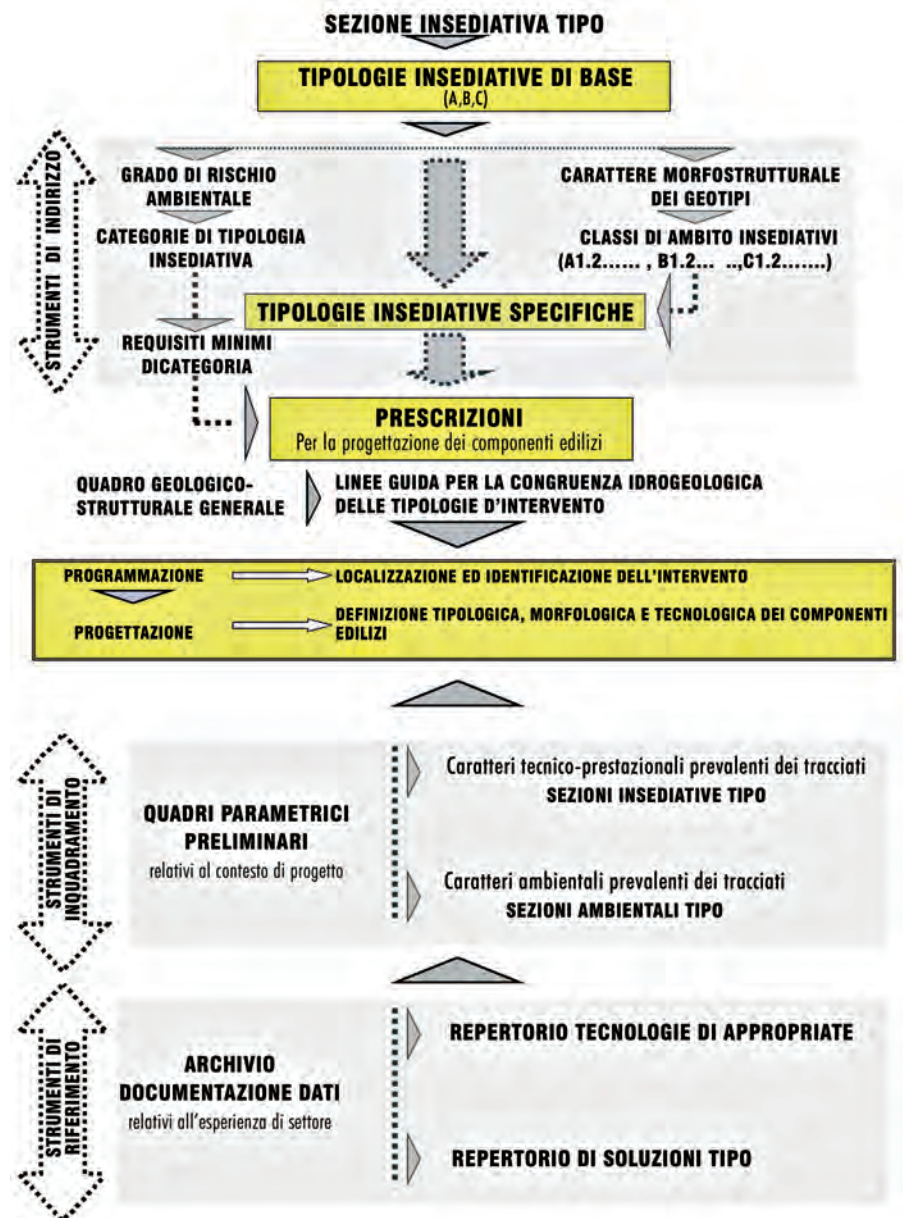 SEZIONE INSEDIATIVA TIPO
TIPOLOGIE INSEDIATIVE DI BASE
(A,B,C)
STRUMENTI DI INDIRIZZO
GRADO DI RISCHIO
AMBIENTALE
CATEGORIE DI TIPOLOGIA
INSEDIATIVA
REQUISITI MINIMI
DICATEGORIA
CARATTERE MORFOSTRUTTURALE
DEI GEOTIPI
CLASSI DI AMBITO INSEDIATIVI
(A1.2...... , B1.2... ..,C1.2.......)
TIPOLOGIE INSEDIATIVE SPECIFICHE
PRESCRIZIONI
Per la progettazione dei componenti edilizi
QUADRO GEOLOGICO-
STRUTTURALE GENERALE
LINEE GUIDA PER LA CONGRUENZA IDROGEOLOGICA
DELLE TIPOLOGIE D'INTERVENTO
PROGRAMMAZIONE
LOCALIZZAZIONE ED IDENTIFICAZIONE DELL'INTERVENTO
PROGETTAZIONE
DEFINIZIONE TIPOLOGICA, MORFOLOGICA E TECNOLOGICA DEI COMPONENTI
EDILIZI
STRUMENTI DI
INQUADRAMENTO
QUADRI PARAMETRICI
PRELIMINARI
relativi al contesto di progetto
Caratteri tecnico-prestazionali prevalenti dei tracciati
SEZIONI INSEDIATIVE TIPO
Caratteri ambientali prevalenti dei tracciati
SEZIONI AMBIENTALI TIPO
STRUMENTI DI
RIFERIMENTO
ARCHIVIO
DOCUMENTAZIONE DATI
relativi all'esperienza di settore
REPERTORIO TECNOLOGIE DI APPROPRIATE
REPERTORIO DI SOLUZIONI TIPO